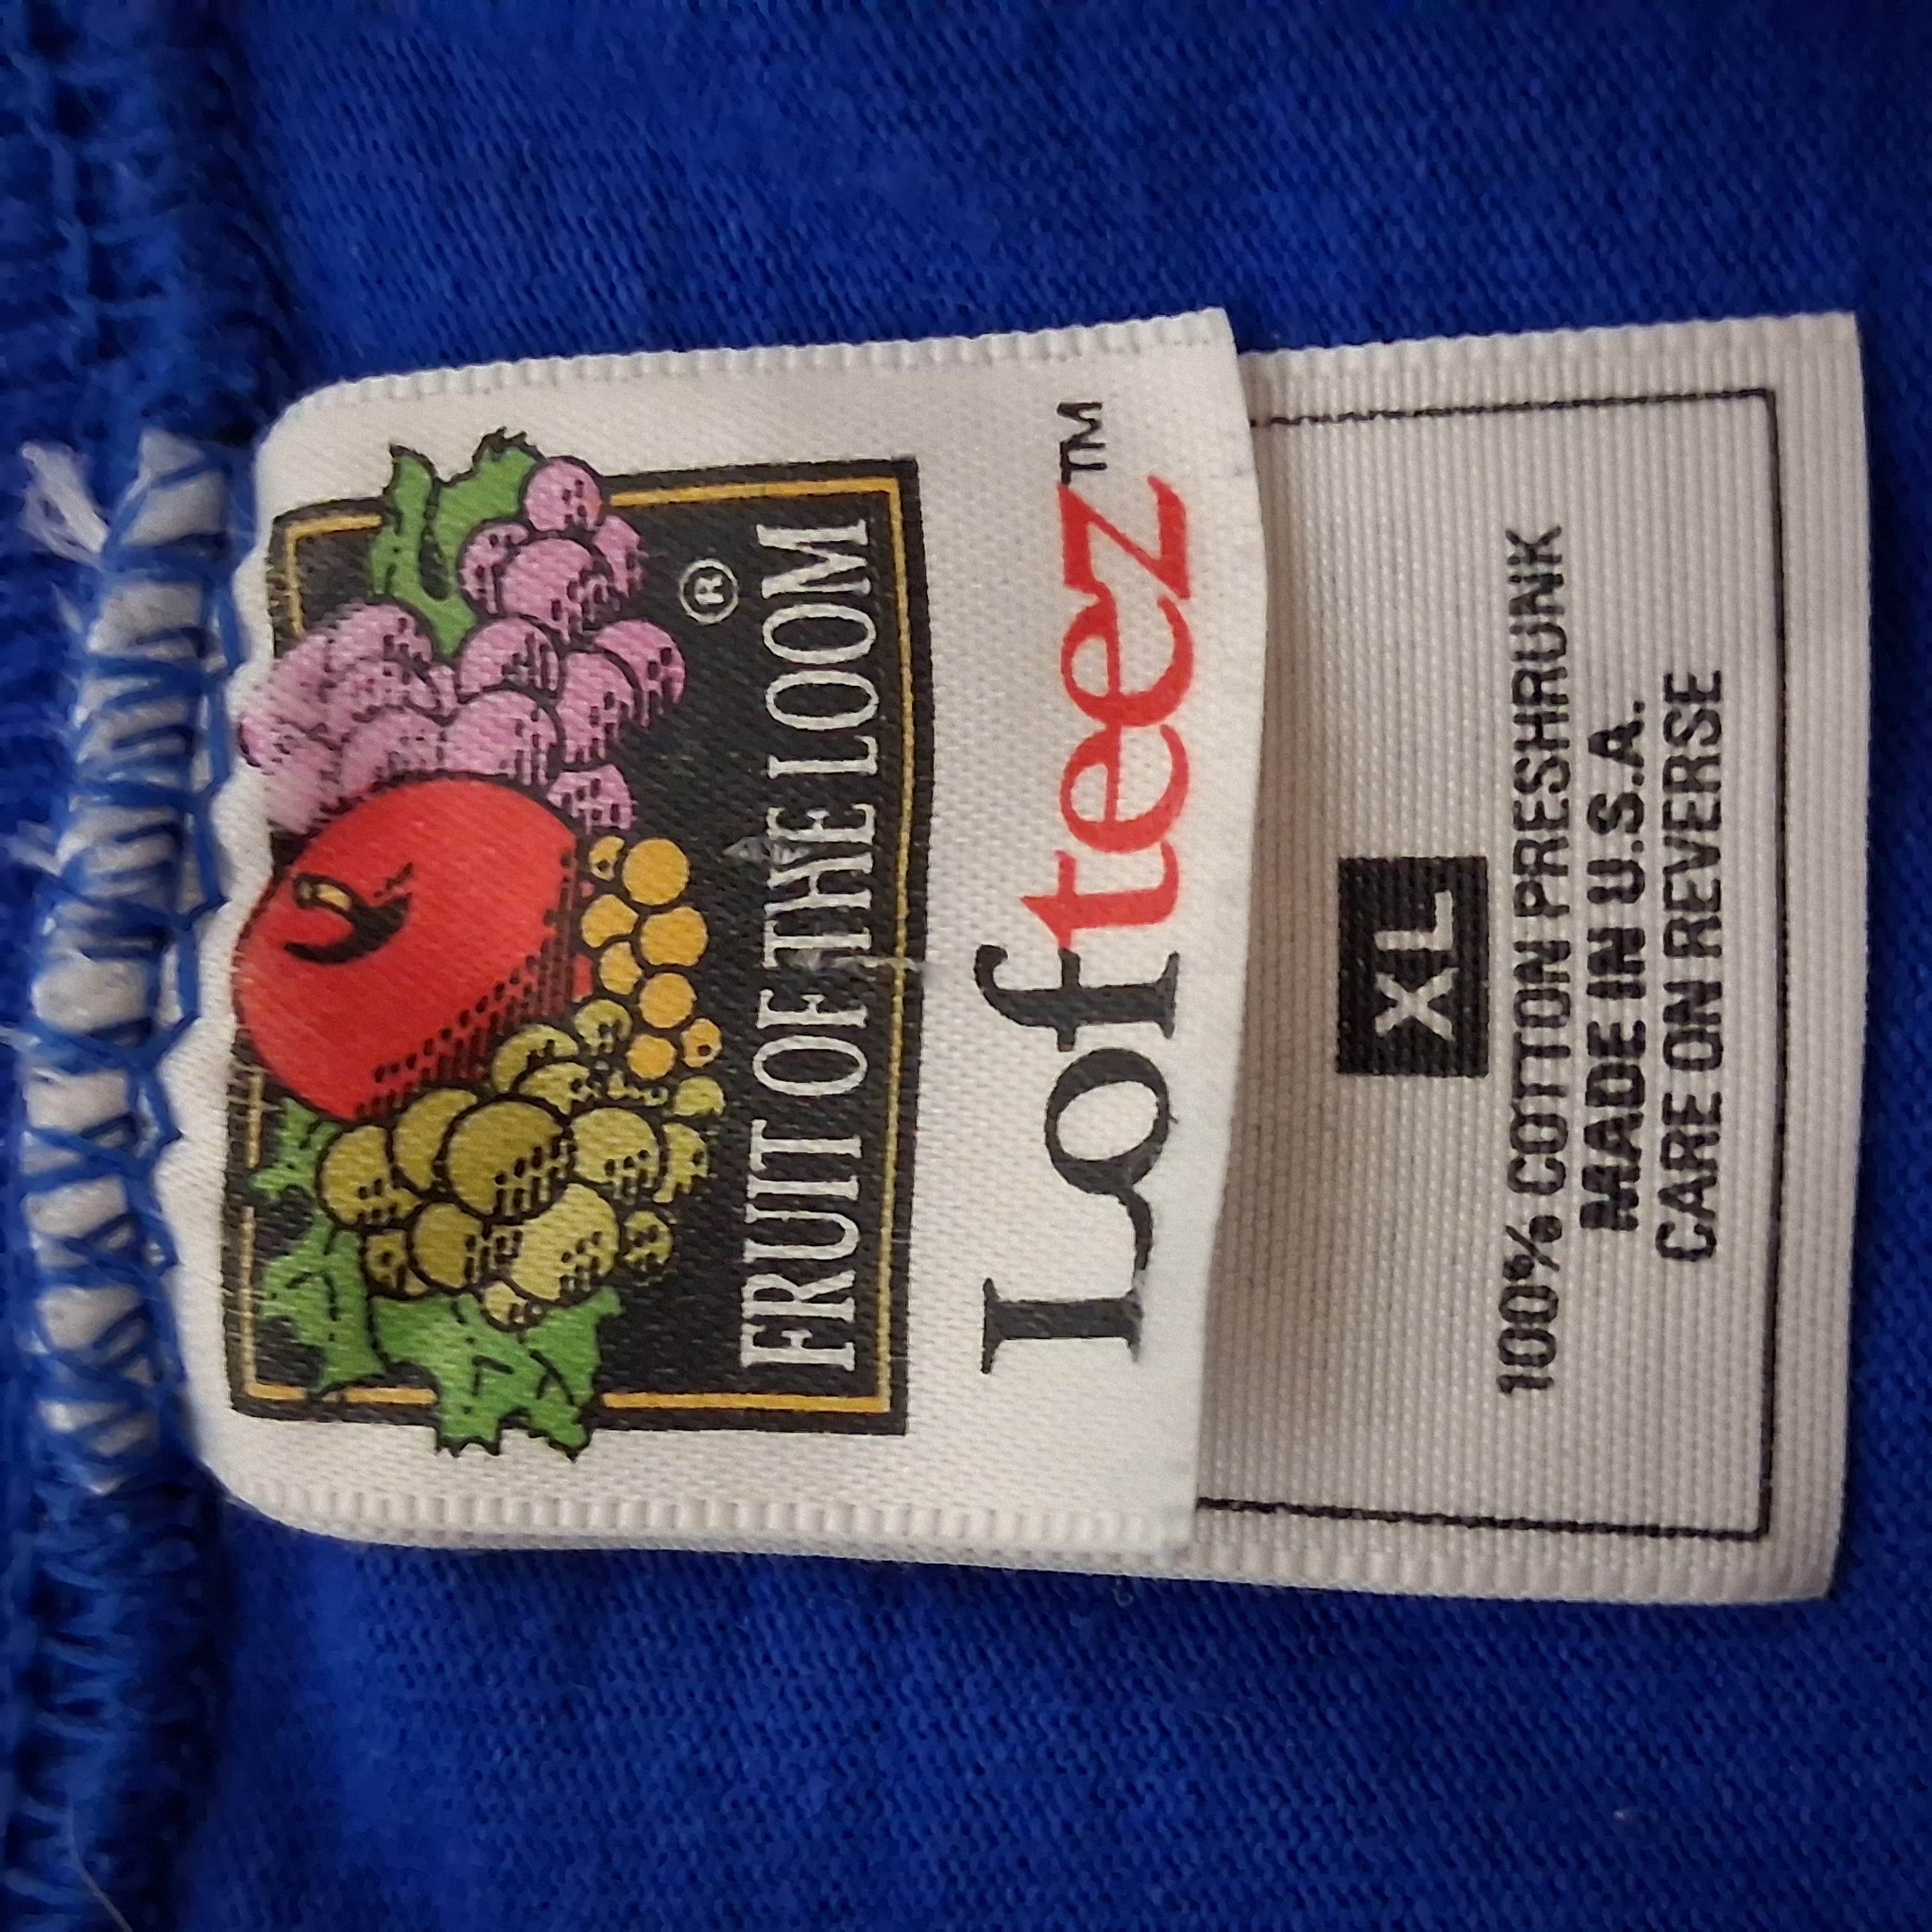 ®
FRUIT OF THE LOOM
Lofteez™
XL
100% COTTON PRESHRUNK
MADE IN U.S.A.
CARE ON REVERSE